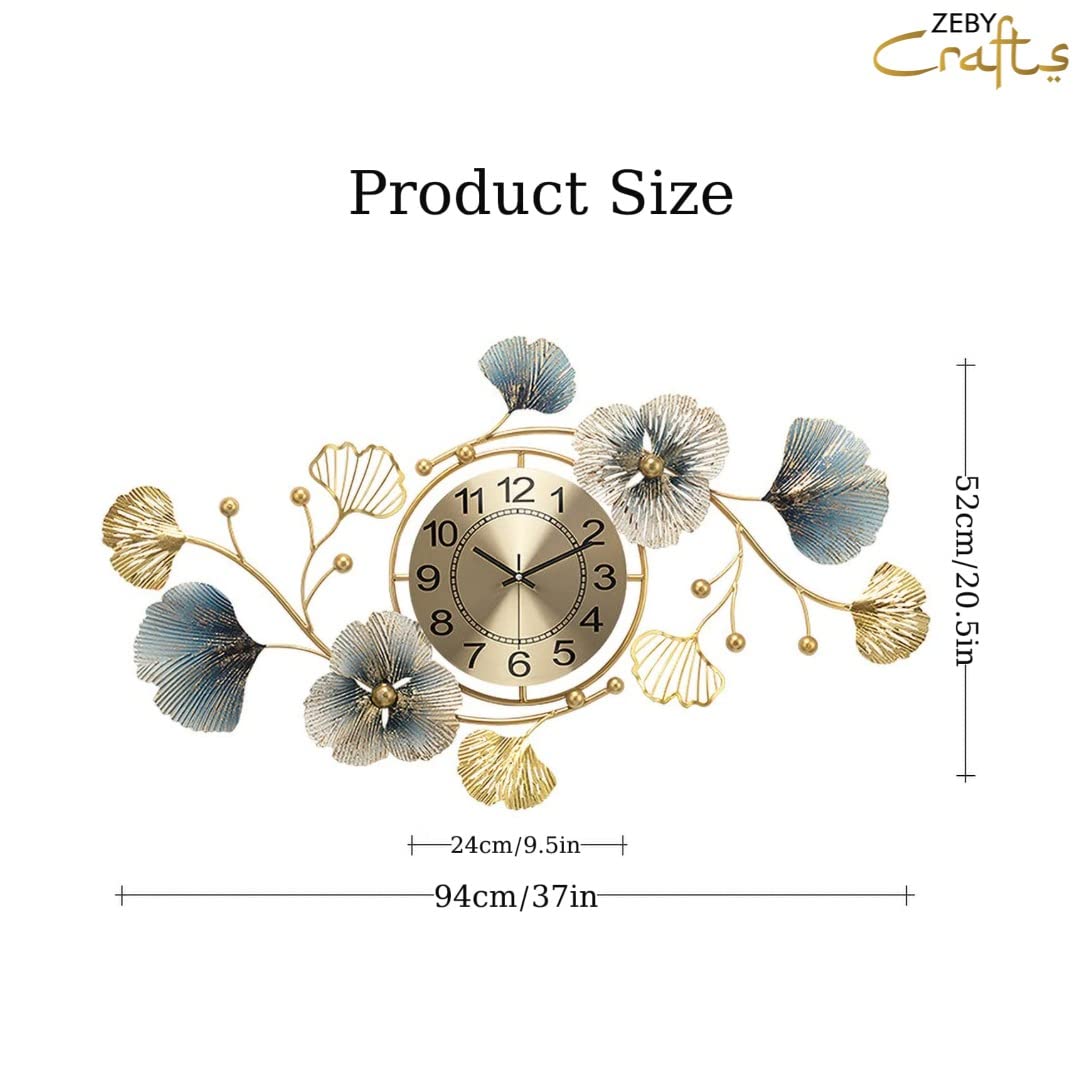 ZEBY
Crafts
Product Size
12
11 1
10 2
9 3
8 4
7 5
6
52cm/20.5in
24cm/9.5in
94cm/37in